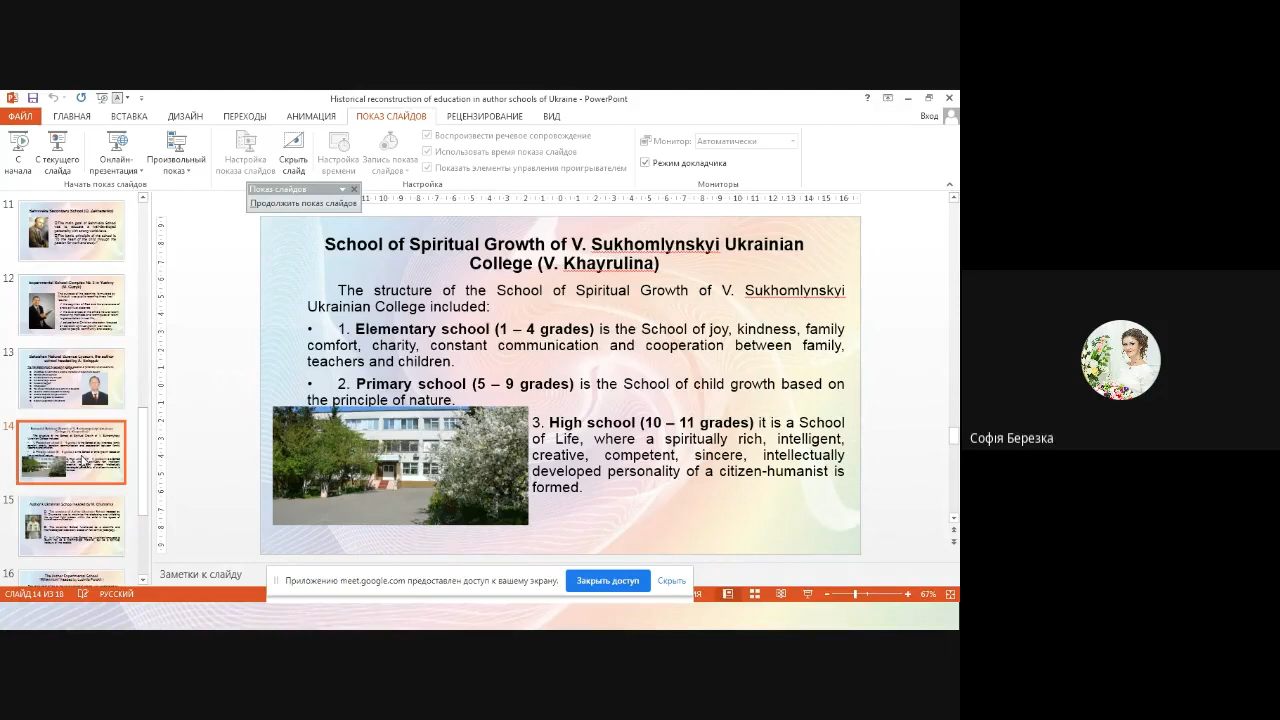 Historical reconstruction of education in author schools of Ukraine - PowerPoint
ФАЙЛ ГЛАВНАЯ ВСТАВКА ДИЗАЙН ПЕРЕХОДЫ АНИМАЦИЯ ПОКАЗ СЛАЙДОВ РЕЦЕНЗИРОВАНИЕ ВИД Вход
С начала
С текущего слайда
Онлайн-презентация
Произвольный показ
Начать показ слайдов
Настройка показа слайдов
Скрыть слайд
Настройка времени
Запись показа слайдов
Воспроизвести речевое сопровождение
Использовать время показа слайдов
Показать элементы управления проигрывателем
Настройка
Монитор: Автоматически
Режим докладчика
Мониторы
Показ слайдов
Продолжить показ слайдов
11
12
13
14
15
16
School of Spiritual Growth of V. Sukhomlynskyi Ukrainian
College (V. Khayrulina)
The structure of the School of Spiritual Growth of V. Sukhomlynskyi
Ukrainian College included:
• 1. Elementary school (1 – 4 grades) is the School of joy, kindness, family
comfort, charity, constant communication and cooperation between family,
teachers and children.
• 2. Primary school (5 – 9 grades) is the School of child growth based on
the principle of nature.
3. High school (10 – 11 grades) it is a School
of Life, where a spiritually rich, intelligent,
creative, competent, sincere, intellectually
developed personality of a citizen-humanist is
formed.
Заметки к слайду
Приложению meet.google.com предоставлен доступ к вашему экрану. Закрыть доступ Скрыть
СЛАЙД 14 ИЗ 18 РУССКИЙ 67%
Софія Березка